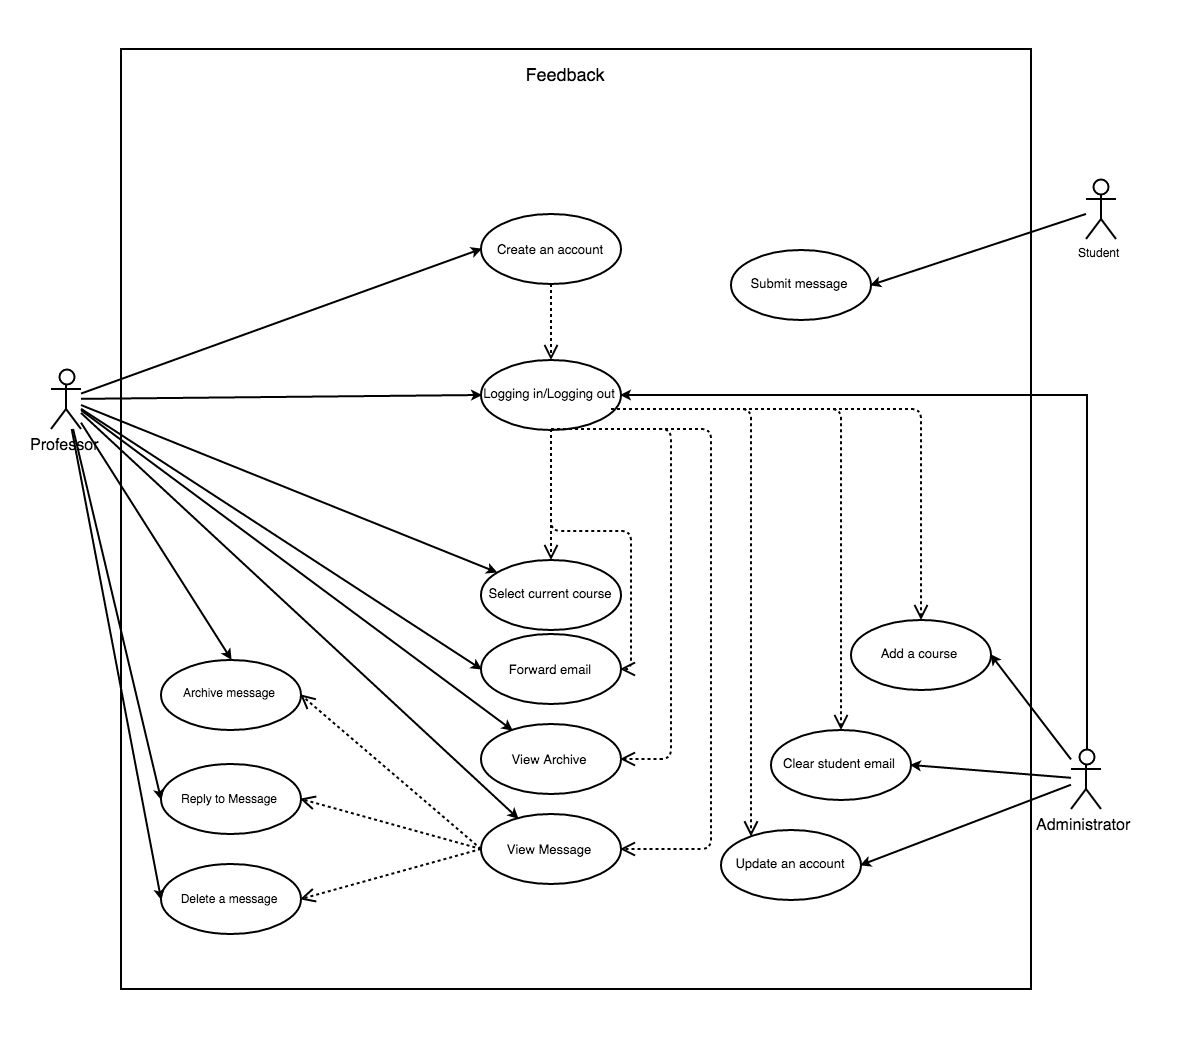 Feedback
Student
Create an account
Submit message
Logging in/Logging out
Professor
Select current course
Add a course
Forward email
Archive message
View Archive
Clear student email
Reply to Message
Administrator
View Message
Update an account
Delete a message